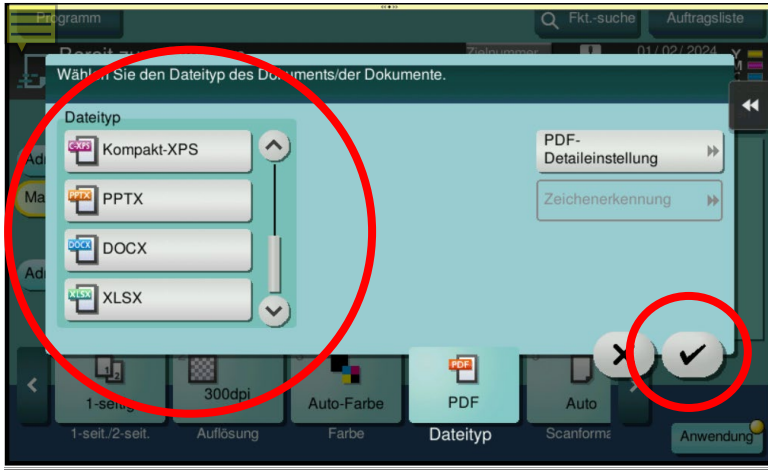 Programm
Fkt.-suche
Auftragsliste
Zielnummer
01/02/2024
Y
M
Wählen Sie den Dateityp des Dokuments/der Dokumente.
Dateityp
C-XPS Kompakt-XPS
PPTX PPTX
DOCX DOCX
XLSX XLSX
PDF-
Detaileinstellung
Zeichenerkennung
1-seitig
300dpi
Auto-Farbe
PDF PDF
Auto
1-seit./2-seit.
Auflösung
Farbe
Dateityp
Anwendung